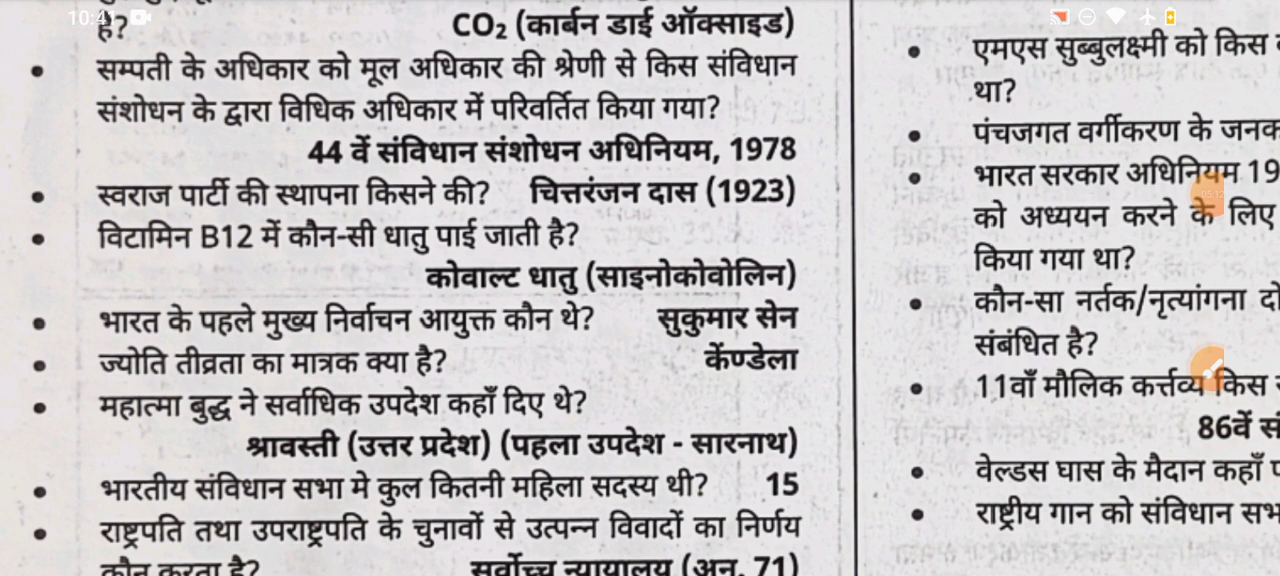 10:41
है?
CO₂ (कार्बन डाई ऑक्साइड)
सम्पती के अधिकार को मूल अधिकार की श्रेणी से किस संविधान
संशोधन के द्वारा विधिक अधिकार में परिवर्तित किया गया?
44 वें संविधान संशोधन अधिनियम, 1978
स्वराज पार्टी की स्थापना किसने की? चित्तरंजन दास (1923)
विटामिन B12 में कौन-सी धातु पाई जाती है?
कोवाल्ट धातु (साइनोकोवोलिन)
भारत के पहले मुख्य निर्वाचन आयुक्त कौन थे? सुकुमार सेन
ज्योति तीव्रता का मात्रक क्या है? केंण्डेला
महात्मा बुद्ध ने सर्वाधिक उपदेश कहाँ दिए थे?
श्रावस्ती (उत्तर प्रदेश) (पहला उपदेश - सारनाथ)
भारतीय संविधान सभा मे कुल कितनी महिला सदस्य थी? 15
राष्ट्रपति तथा उपराष्ट्रपति के चुनावों से उत्पन्न विवादों का निर्णय
कौन करता है? सर्वोच्च न्यायालय (अनु. 71)
एमएस सुब्बुलक्ष्मी को किस
था?
पंचजगत वर्गीकरण के जनक
भारत सरकार अधिनियम 19
को अध्ययन करने के लिए
किया गया था?
कौन-सा नर्तक/नृत्यांगना दो
संबंधित है?
11वाँ मौलिक कर्त्तव्य किस
86वें सं
वेल्डस घास के मैदान कहाँ
राष्ट्रीय गान को संविधान सभ